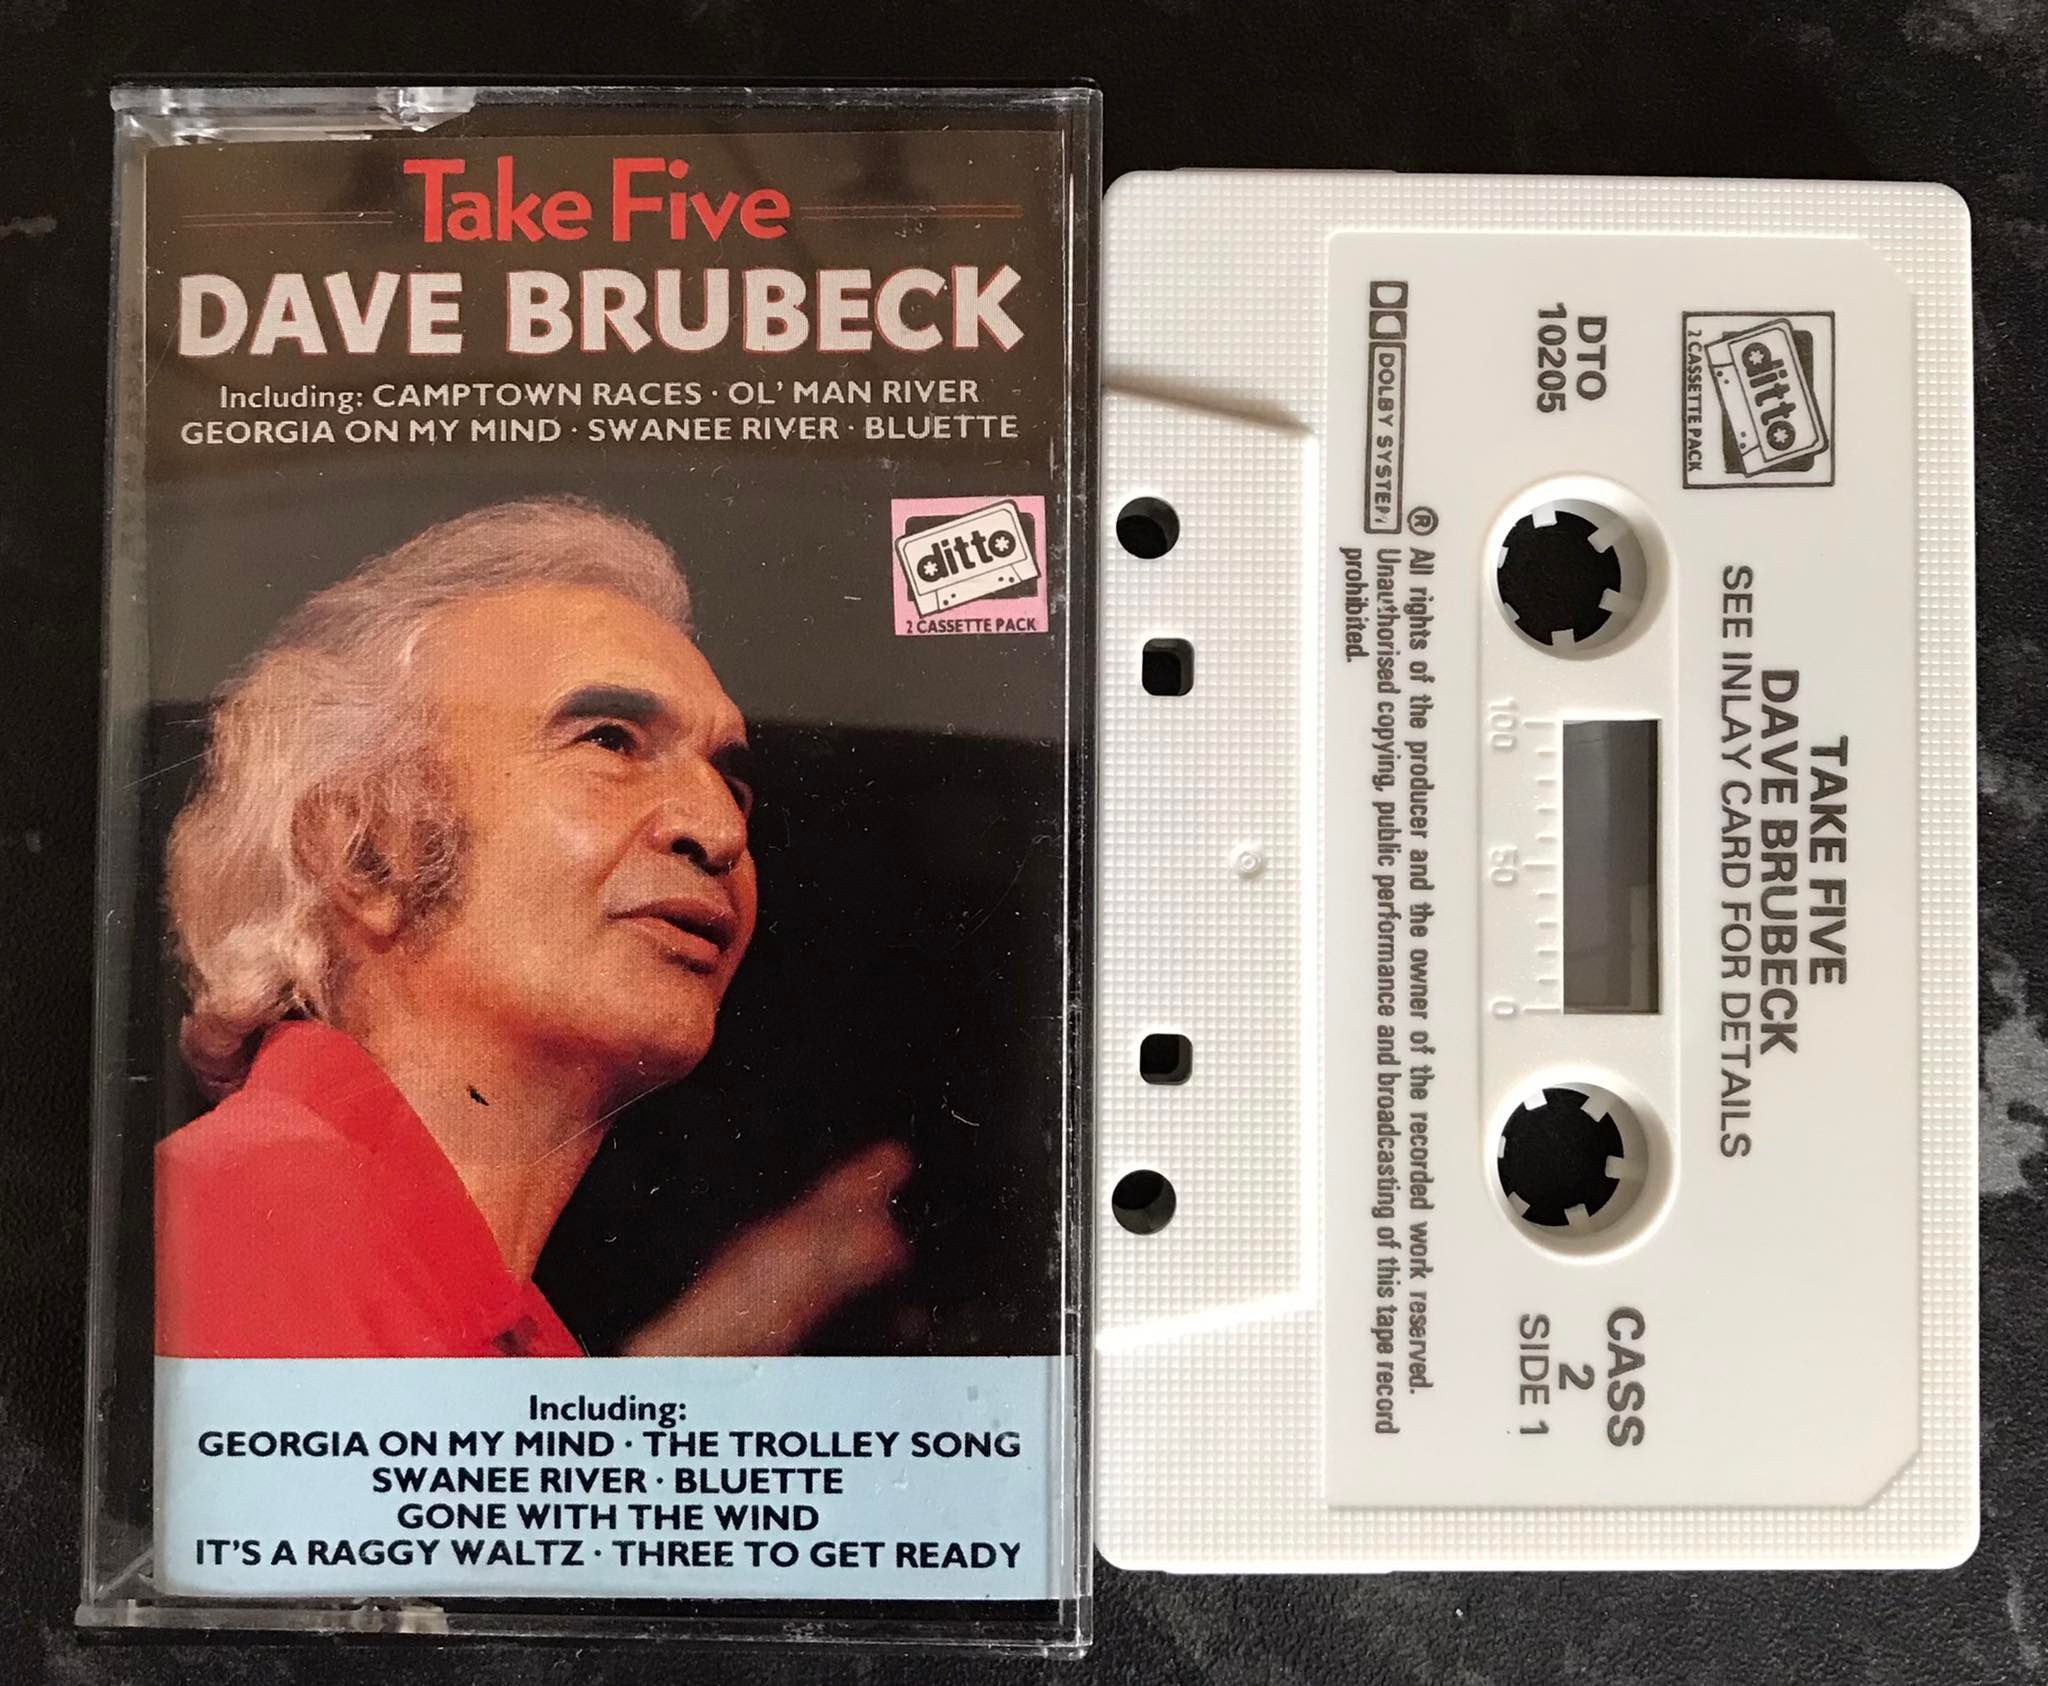 Take Five
DAVE BRUBECK
Including: CAMPTOWN RACES · OL' MAN RIVER
GEORGIA ON MY MIND · SWANEE RIVER · BLUETTE
ditto
2 CASSETTE PACK
Including:
GEORGIA ON MY MIND · THE TROLLEY SONG
SWANEE RIVER · BLUETTE
GONE WITH THE WIND
IT'S A RAGGY WALTZ · THREE TO GET READY
ditto
2 CASSETTE PACK
TAKE FIVE
DAVE BRUBECK
SEE INLAY CARD FOR DETAILS
DTO
10205
CASS
2
SIDE 1
100 50 0
DOLBY SYSTEM
Ⓡ All rights of the producer and the owner of the recorded work reserved.
Unauthorised copying, public performance and broadcasting of this tape record
prohibited.